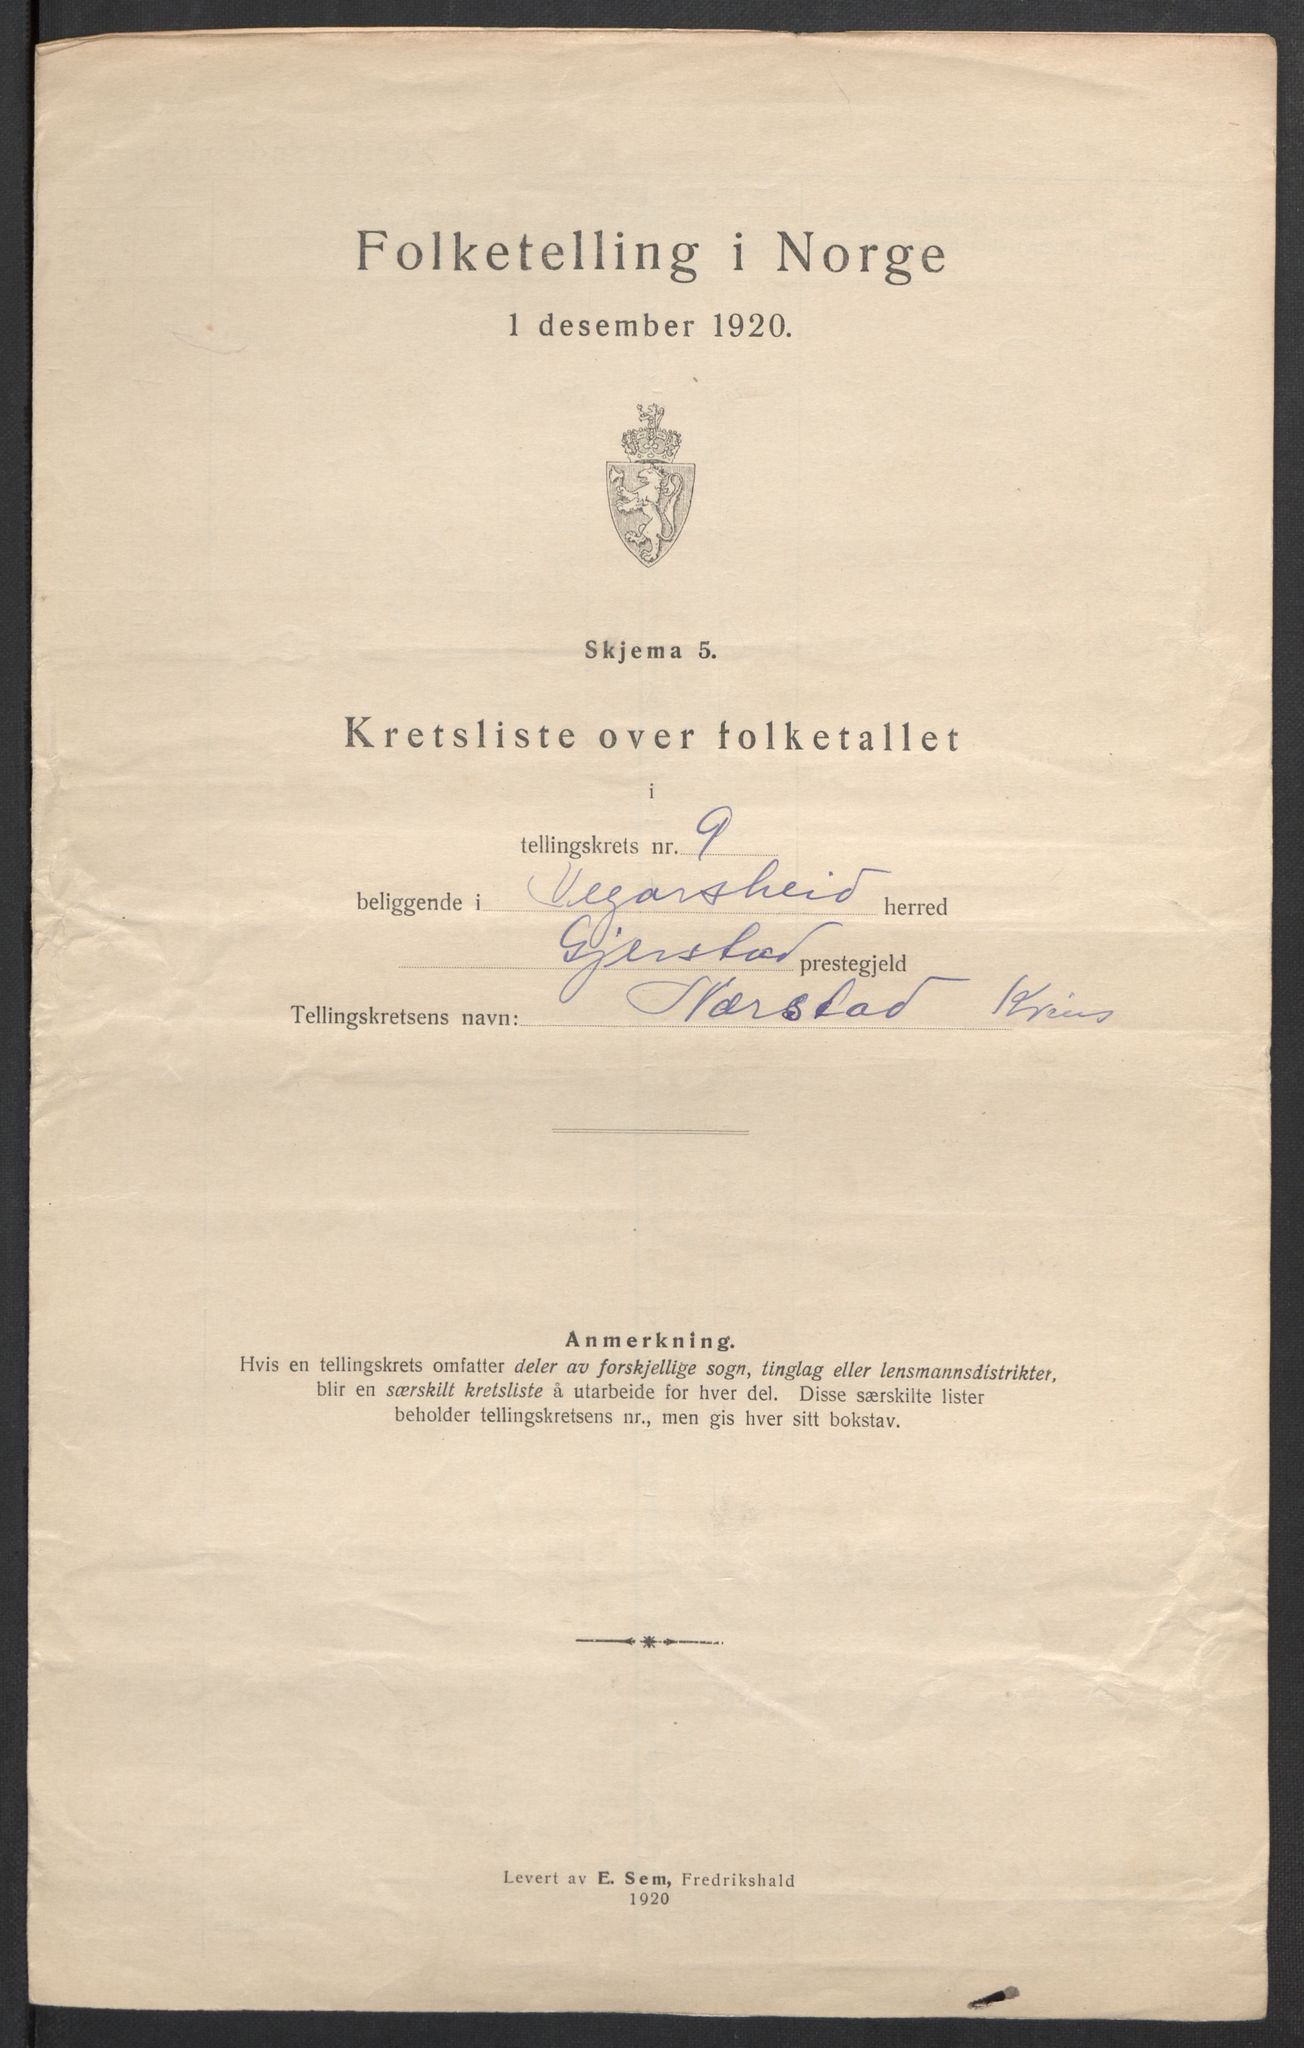 Folketelling i Norge
1 desember 1920.
Skjema 5.
Kretsliste over folketallet
i
tellingskrets nr. 9
beliggende i Vegarsheid herred
Gjerstad prestegjeld
Tellingskretsens navn: Nærstad
Anmerkning.
Hvis en tellingskrets omfatter deler av forskjellige sogn, tinglag eller lensmannsdistrikter,
blir en særskilt kretsliste å utarbeide for hver del. Disse særskilte lister
beholder tellingskretsens nr., men gis hver sitt bokstav.
Levert av E. Sem, Fredrikshald
1920